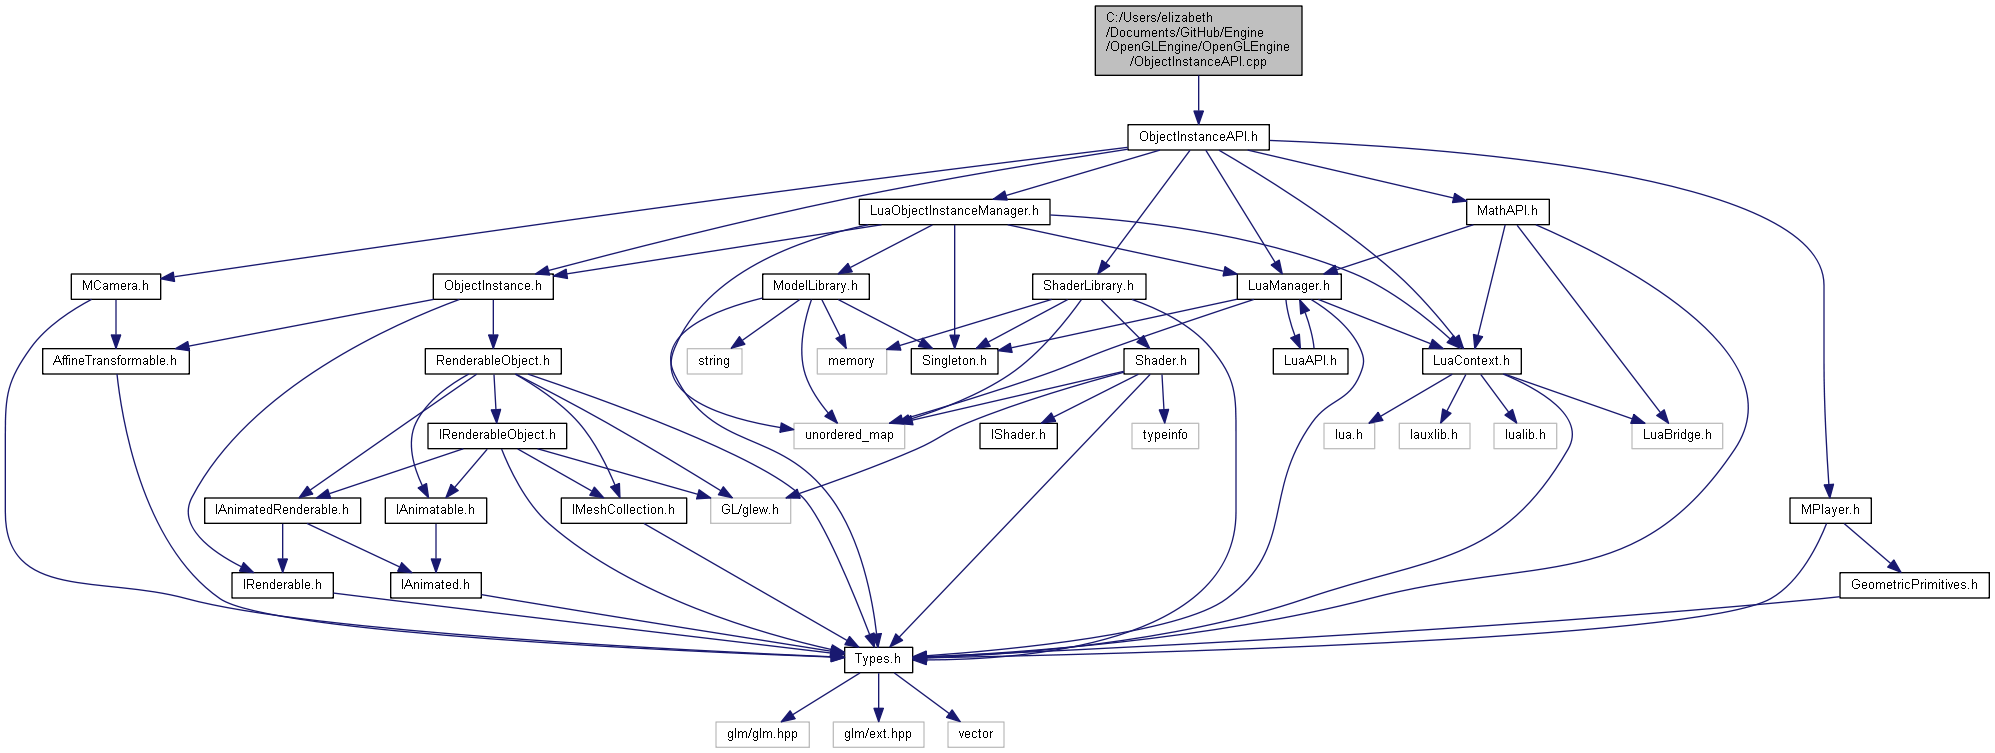 C:/Users/elizabeth
/Documents/GitHub/Engine
/OpenGLEngine/OpenGLEngine
/ObjectInstanceAPI.cpp
ObjectInstanceAPI.h
LuaObjectInstanceManager.h
MathAPI.h
MCamera.h
ObjectInstance.h
ModelLibrary.h
ShaderLibrary.h
LuaManager.h
AffineTransformable.h
RenderableObject.h
string
memory
Singleton.h
Shader.h
LuaAPI.h
LuaContext.h
IRenderableObject.h
unordered_map
IShader.h
typeinfo
lua.h
lauxlib.h
lualib.h
LuaBridge.h
IAnimatedRenderable.h
IAnimatable.h
IMeshCollection.h
GL/glew.h
MPlayer.h
IRenderable.h
IAnimated.h
GeometricPrimitives.h
Types.h
glm/glm.hpp
glm/ext.hpp
vector